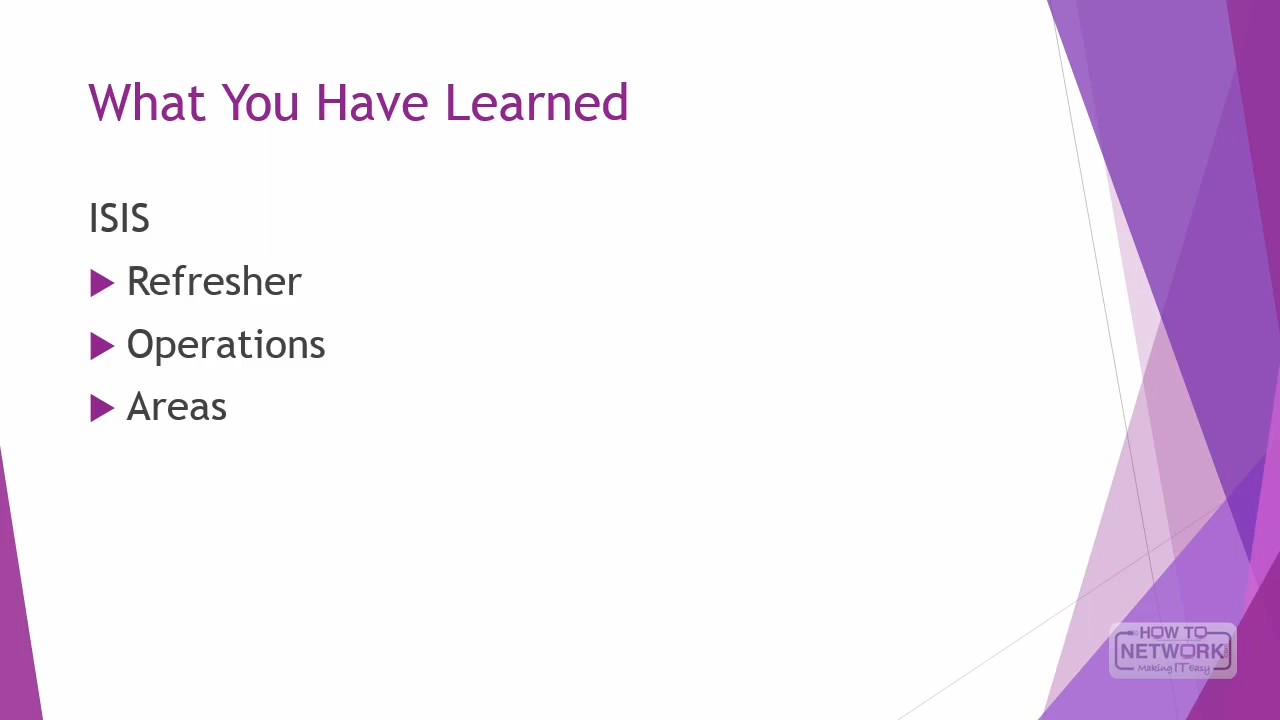 What You Have Learned
ISIS
Refresher
Operations
Areas
HOW TO
NETWORK
Making IT Easy